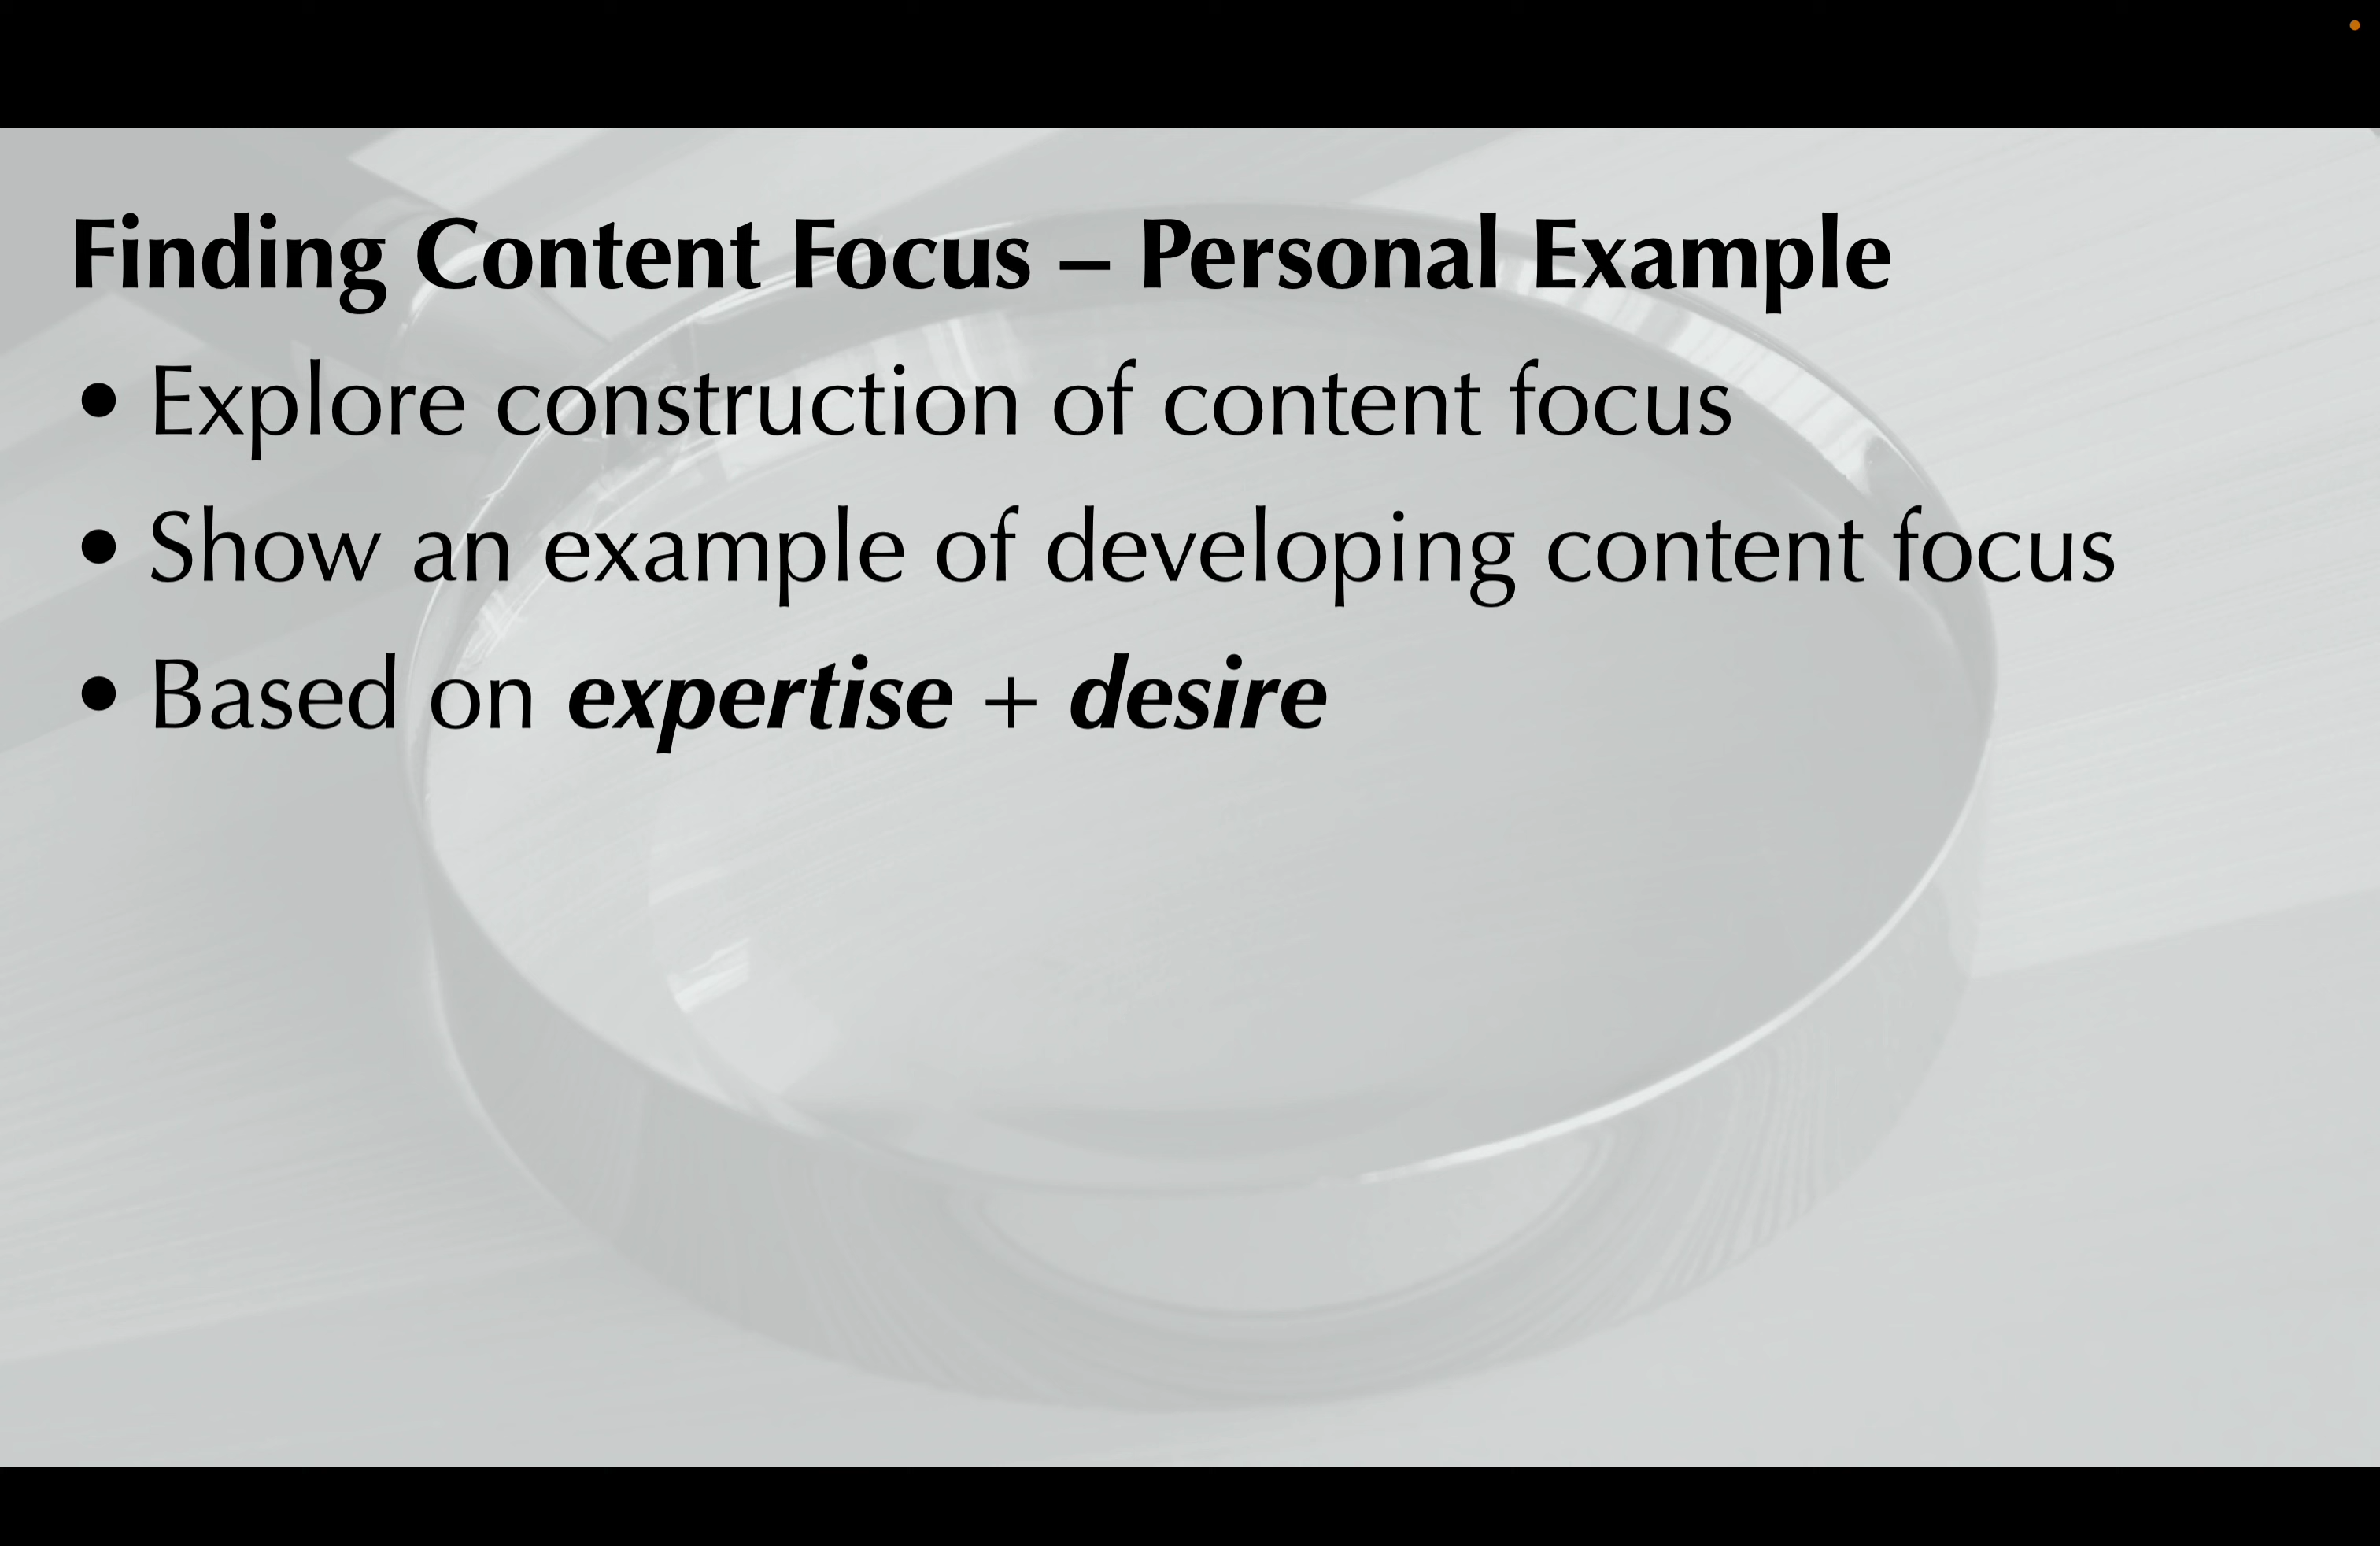 Finding Content Focus – Personal Example
• Explore construction of content focus
• Show an example of developing content focus
• Based on expertise + desire